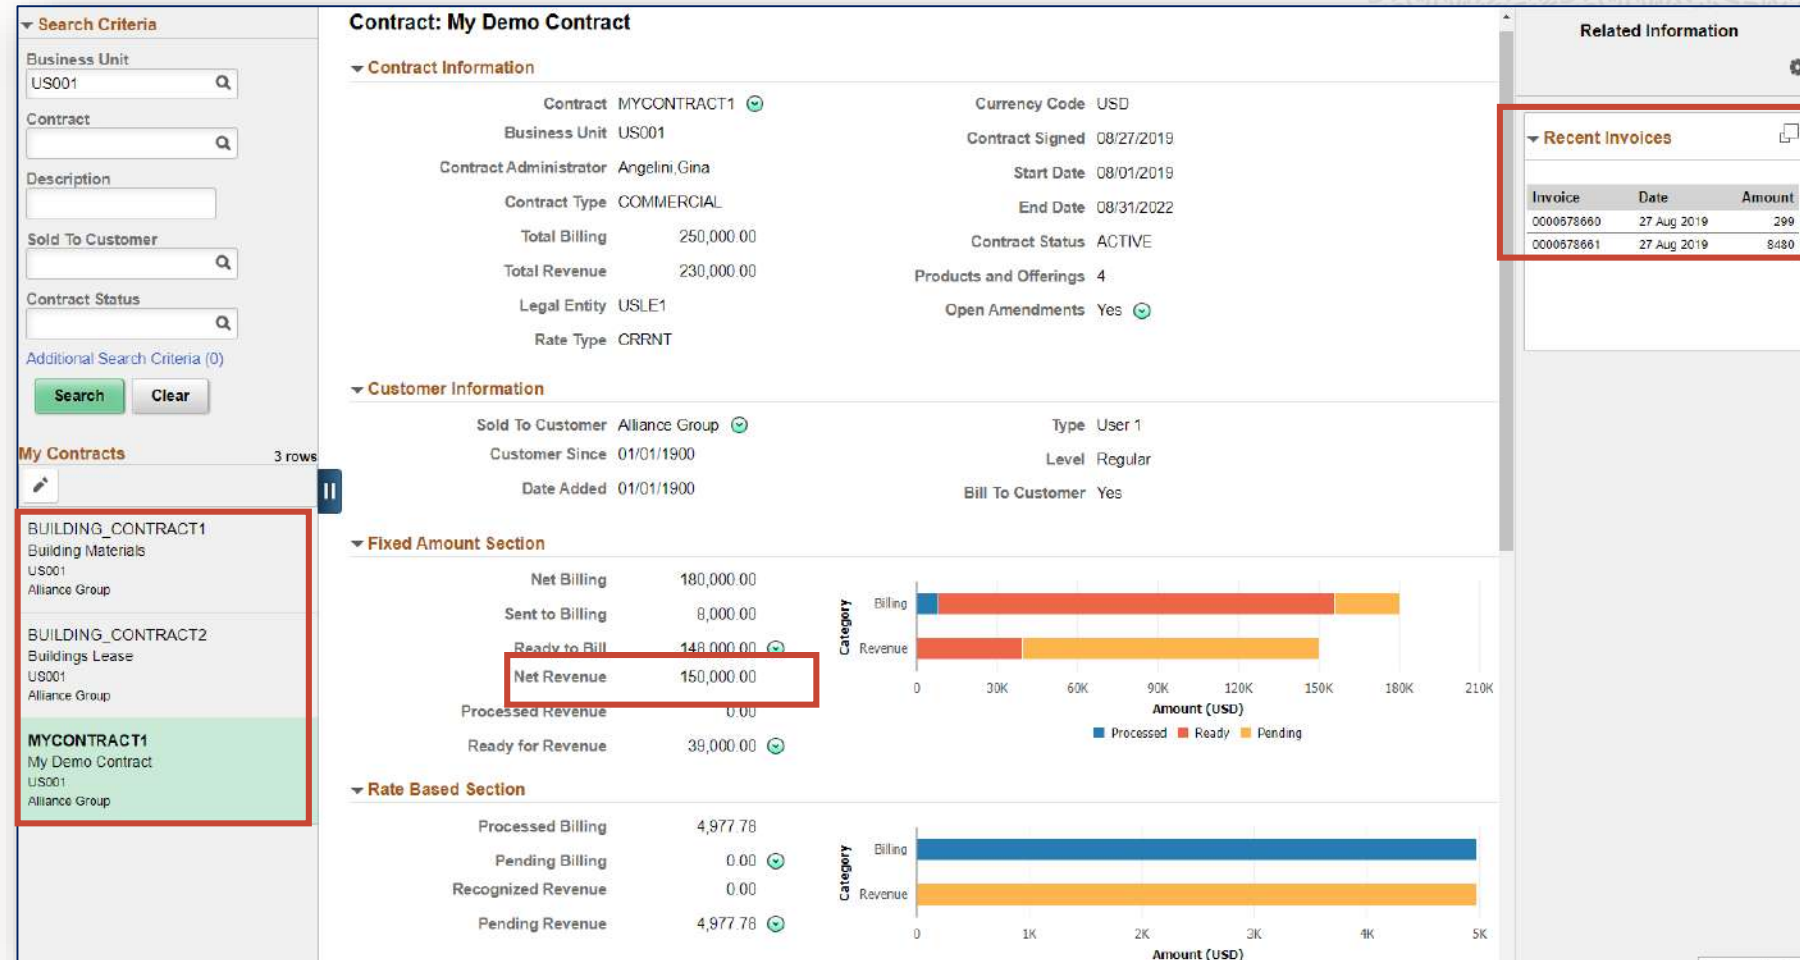 Search Criteria
Business Unit
US001
Contract
Description
Sold To Customer
Contract Status
Additional Search Criteria (0)
Search Clear
My Contracts 3 rows
BUILDING_CONTRACT1
Building Materials
US001
Alliance Group
BUILDING_CONTRACT2
Buildings Lease
US001
Alliance Group
MYCONTRACT1
My Demo Contract
US001
Alliance Group
Contract: My Demo Contract
Contract Information
Contract MYCONTRACT1
Business Unit US001
Contract Administrator Angelini,Gina
Contract Type COMMERCIAL
Total Billing 250,000.00
Total Revenue 230,000.00
Legal Entity USLE1
Rate Type CRRNT
Currency Code USD
Contract Signed 08/27/2019
Start Date 08/01/2019
End Date 08/31/2022
Contract Status ACTIVE
Products and Offerings 4
Open Amendments Yes
Customer Information
Sold To Customer Alliance Group
Customer Since 01/01/1900
Date Added 01/01/1900
Type User 1
Level Regular
Bill To Customer Yes
Fixed Amount Section
Net Billing 180,000.00
Sent to Billing 8,000.00
Ready to Bill 148,000.00
Net Revenue 150,000.00
Processed Revenue 0.00
Ready for Revenue 39,000.00
Category
Billing
Revenue
0 30K 60K 90K 120K 150K 180K 210K
Amount (USD)
Processed Ready Pending
Rate Based Section
Processed Billing 4,977.78
Pending Billing 0.00
Recognized Revenue 0.00
Pending Revenue 4,977.78
Category
Billing
Revenue
0 1K 2K 3K 4K 5K
Amount (USD)
Related Information
Recent Invoices
Invoice Date Amount
0000678660 27 Aug 2019 299
0000678661 27 Aug 2019 8480